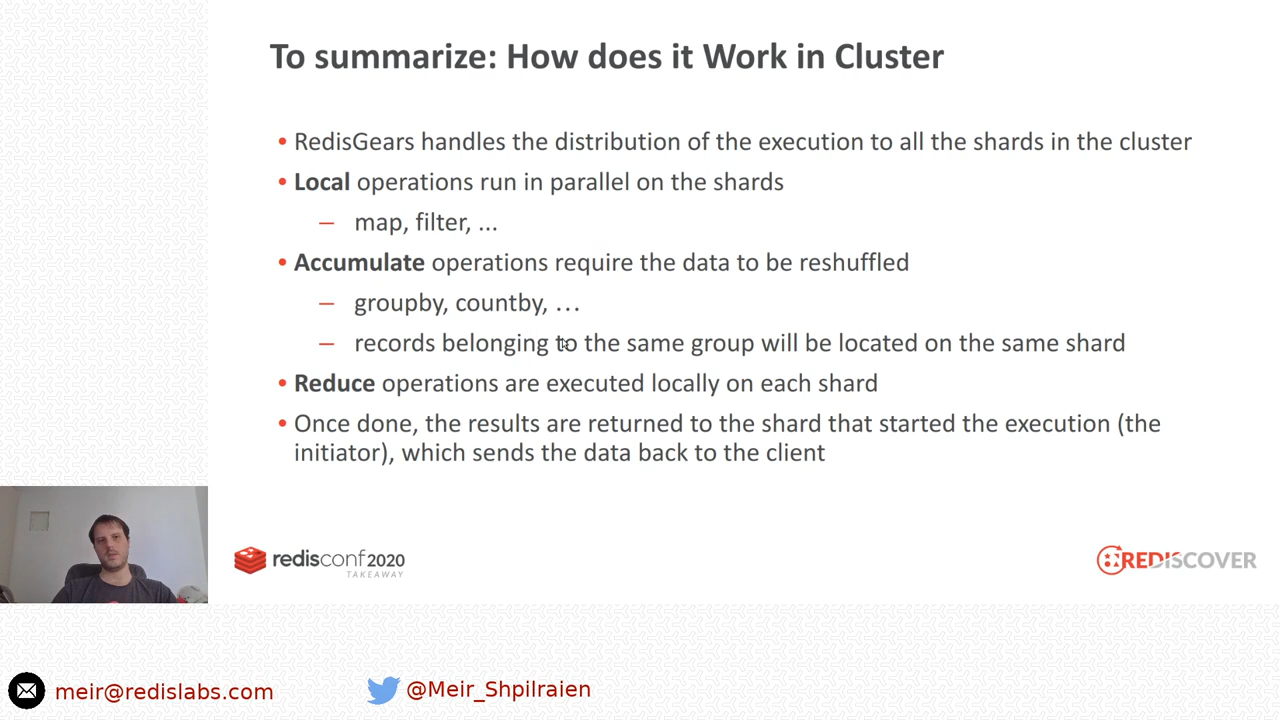 To summarize: How does it Work in Cluster
• RedisGears handles the distribution of the execution to all the shards in the cluster
• Local operations run in parallel on the shards
– map, filter, ...
• Accumulate operations require the data to be reshuffled
– groupby, countby, ...
– records belonging to the same group will be located on the same shard
• Reduce operations are executed locally on each shard
• Once done, the results are returned to the shard that started the execution (the
initiator), which sends the data back to the client
redisconf 2020
TAKEAWAY
REDISCOVER
meir@redislabs.com
@Meir_Shpilraien